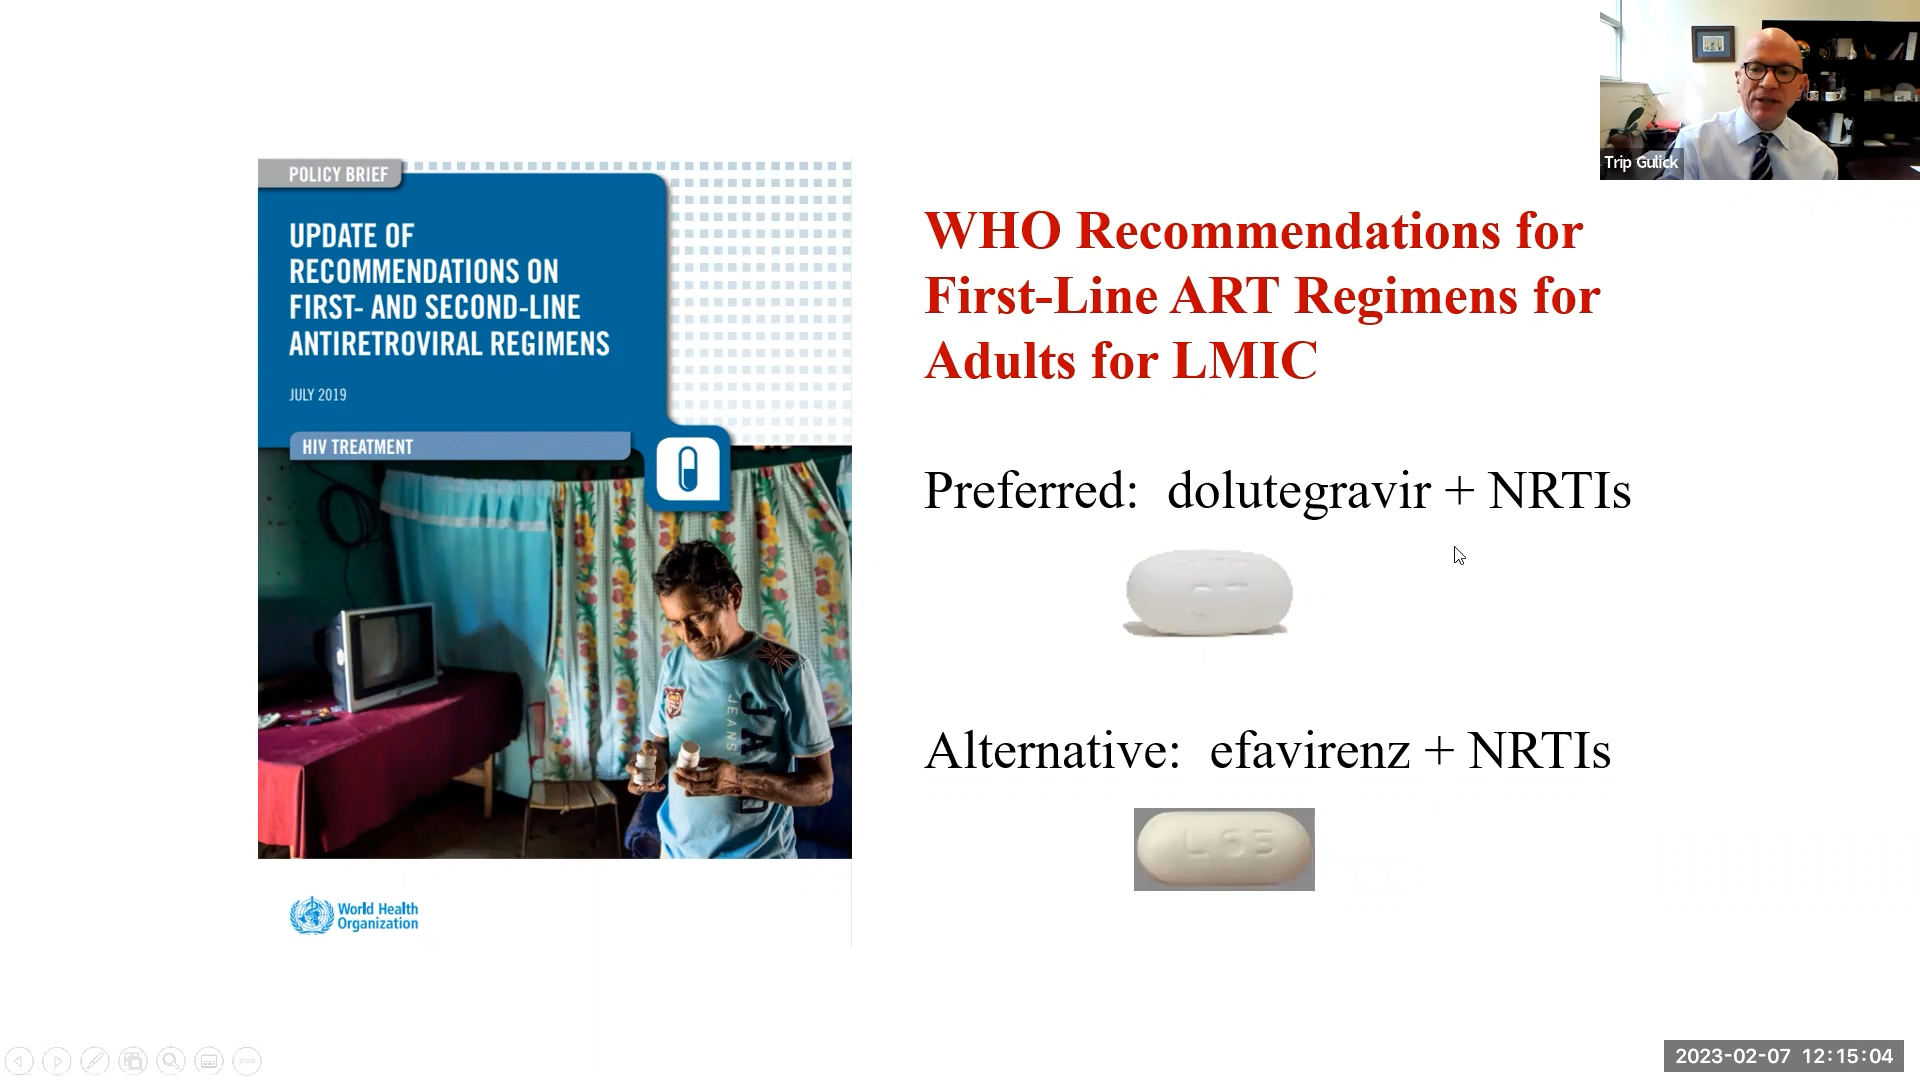 Trip Gulick
POLICY BRIEF
UPDATE OF
RECOMMENDATIONS ON
FIRST- AND SECOND-LINE
ANTIRETROVIRAL REGIMENS
JULY 2019
HIV TREATMENT
JEANS
World Health
Organization
WHO Recommendations for
First-Line ART Regimens for
Adults for LMIC
Preferred: dolutegravir + NRTIs
Alternative: efavirenz + NRTIs
2023-02-07 12:15:04